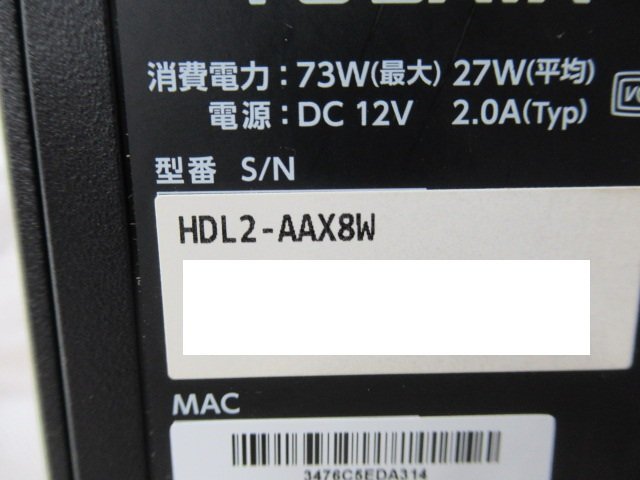 消費電力：73W(最大) 27W(平均)
電源：DC 12V 2.0A(Typ)
型番 S/N
HDL2-AAX8W
MAC
3476C5EDA314